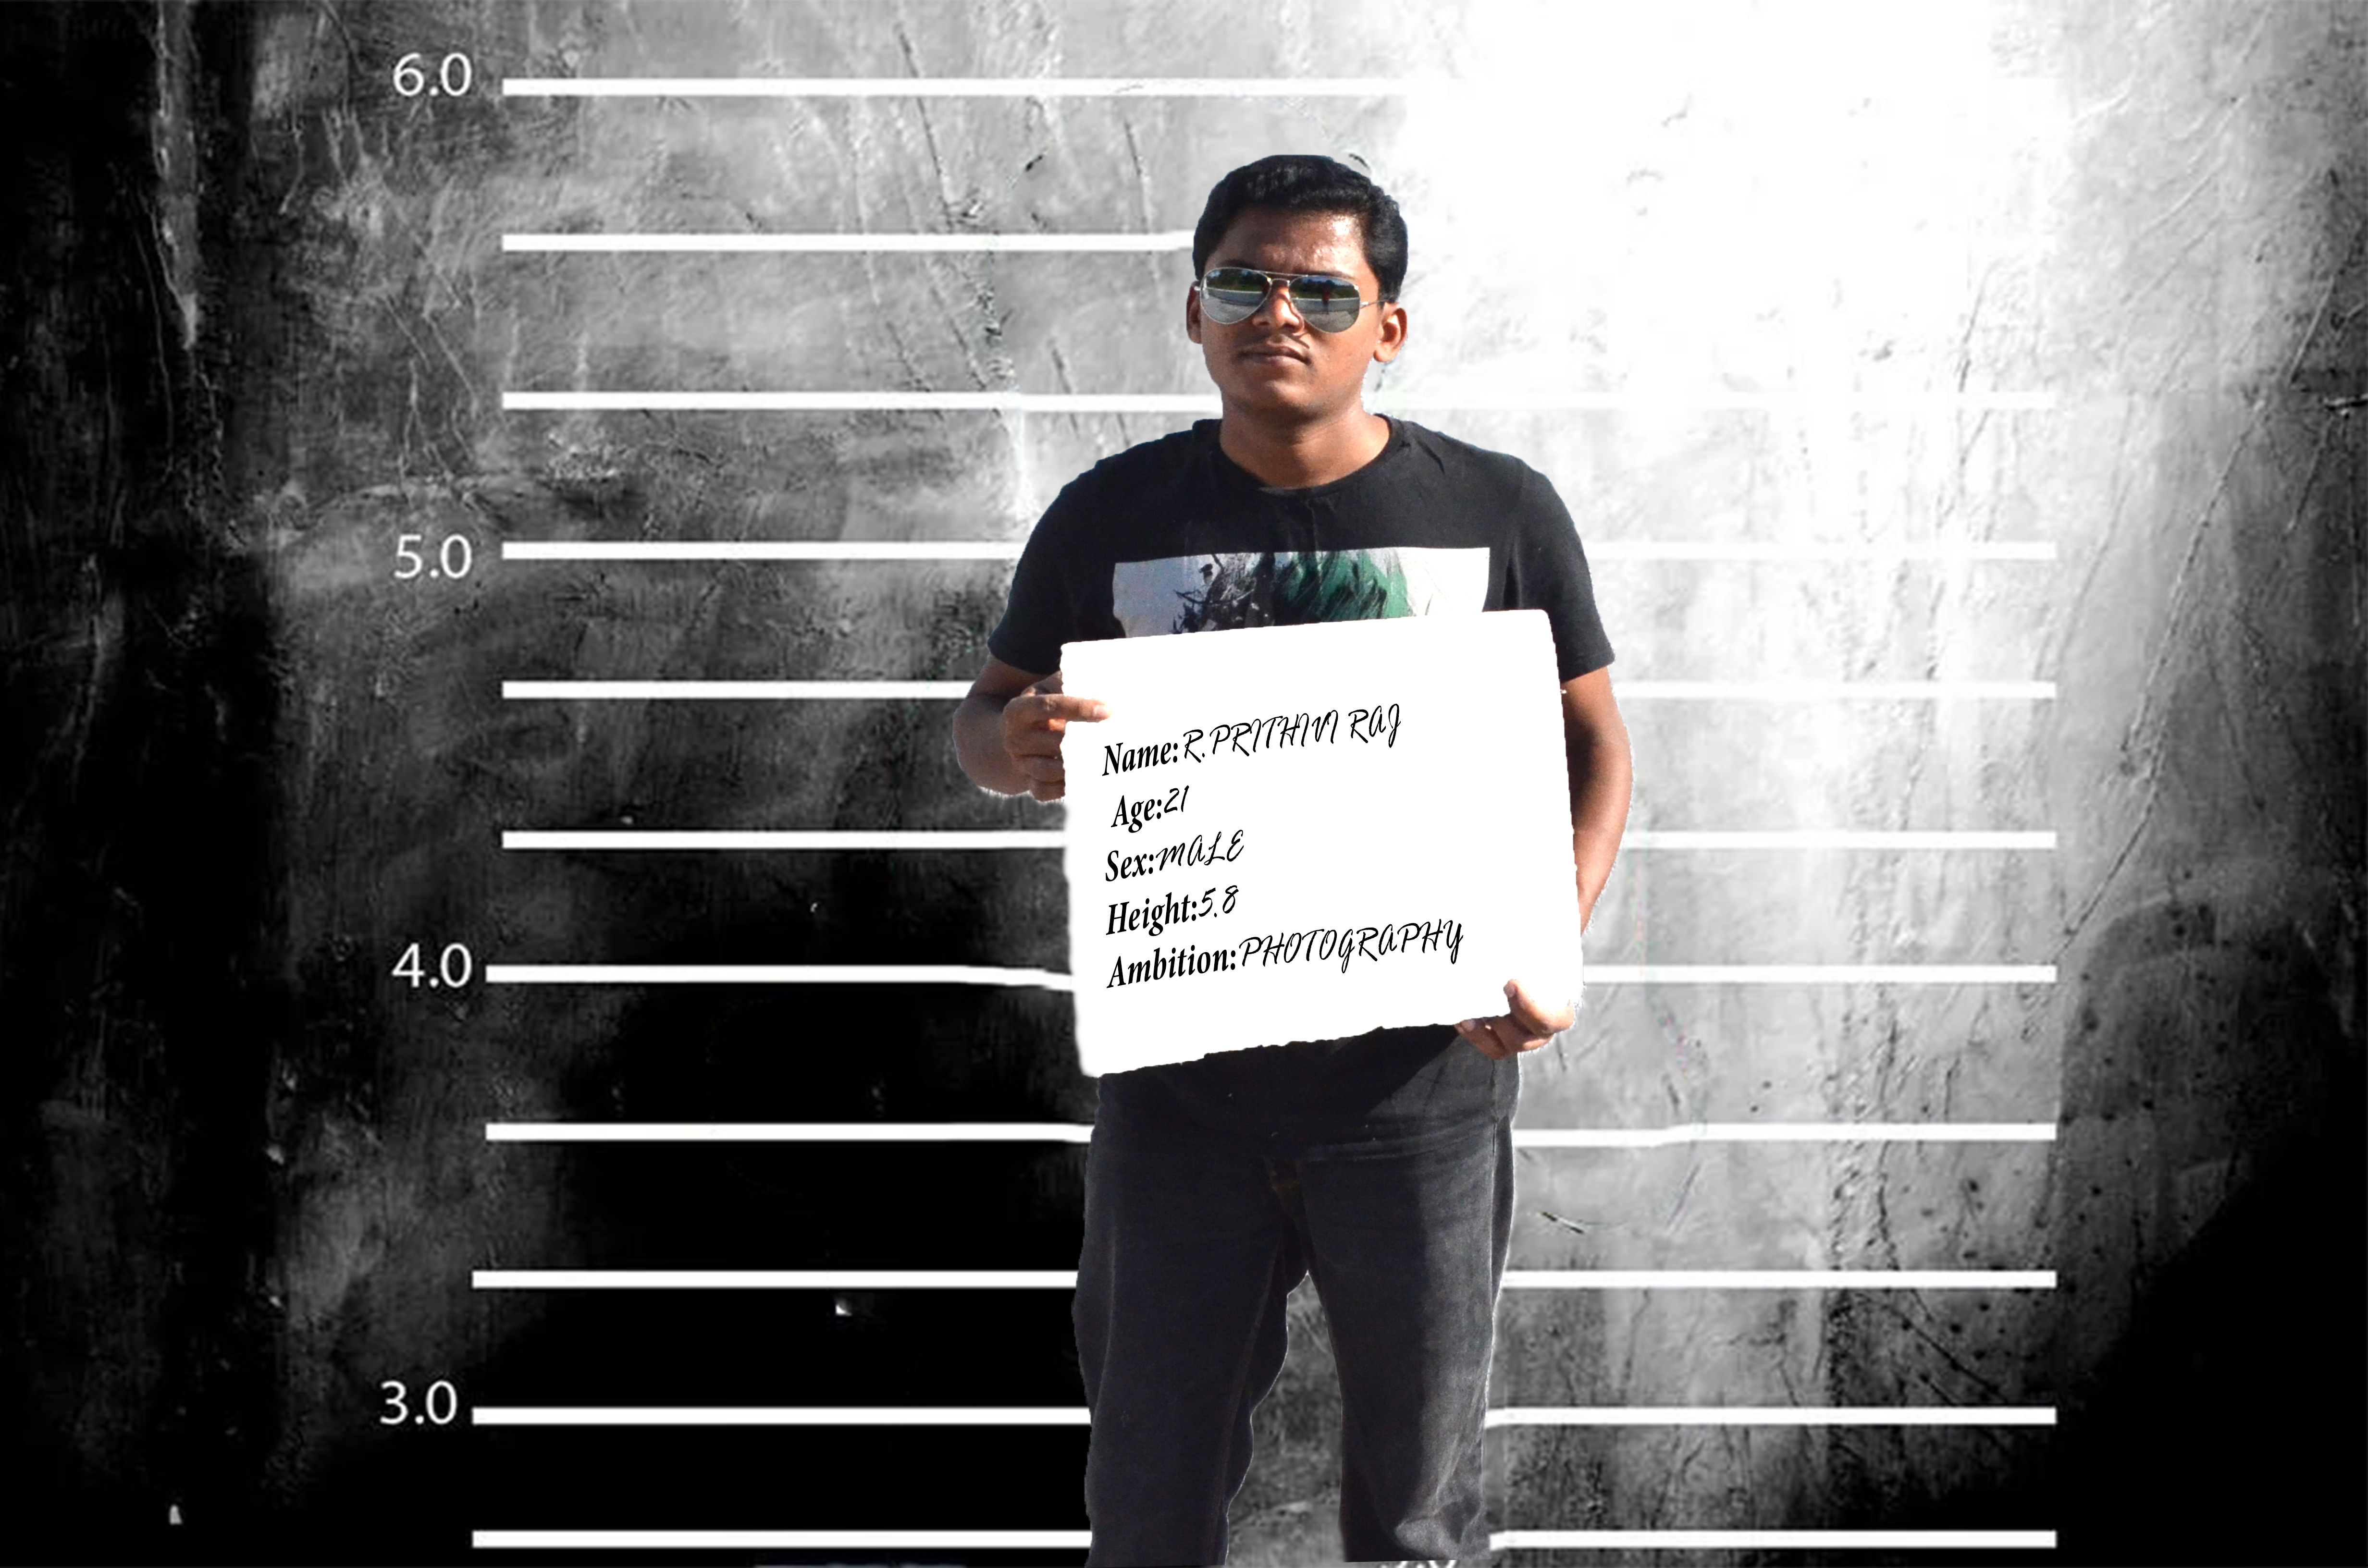 6.0
5.0
Name:R.PRITHIVI RAJ
Age:21
Sex:MALE
Height:5.8
Ambition:PHOTOGRAPHY
4.0
3.0